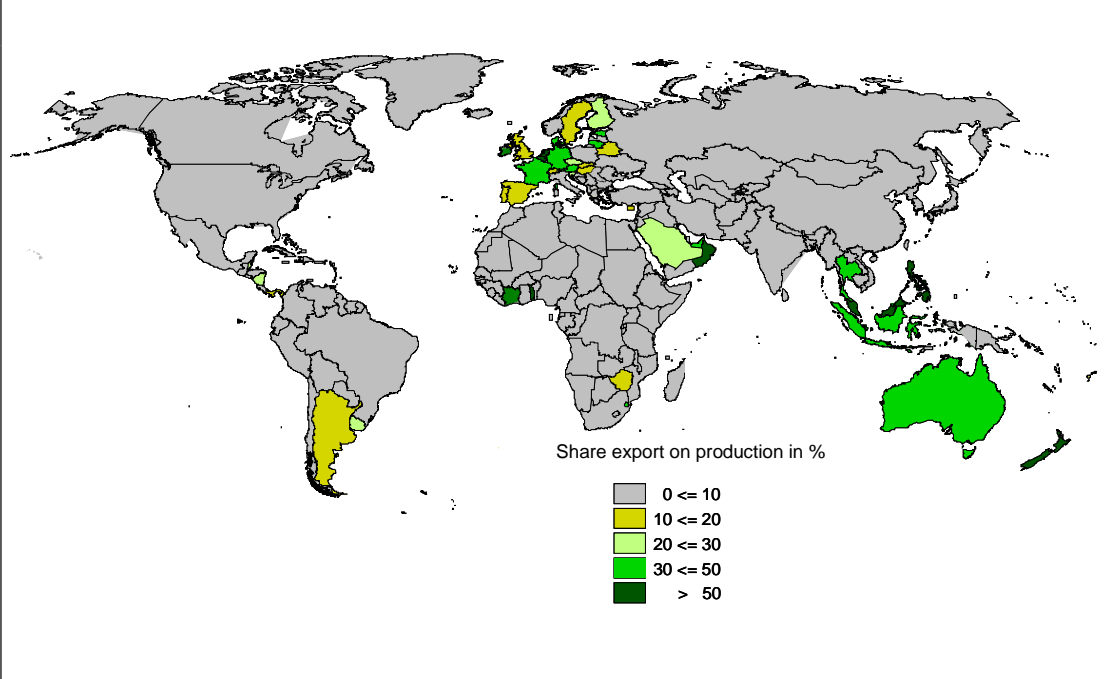 Share export on production in %
0 <= 10
10 <= 20
20 <= 30
30 <= 50
> 50